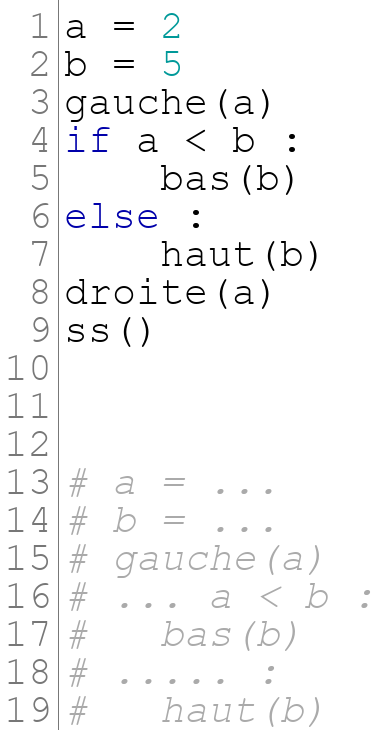 1 a = 2
2 b = 5
3 gauche(a)
4 if a < b :
5     bas(b)
6 else :
7     haut(b)
8 droite(a)
9 ss()
10
11
12
13 # a = ...
14 # b = ...
15 # gauche(a)
16 # ... a < b :
17 #   bas(b)
18 # ..... :
19 #   haut(b)